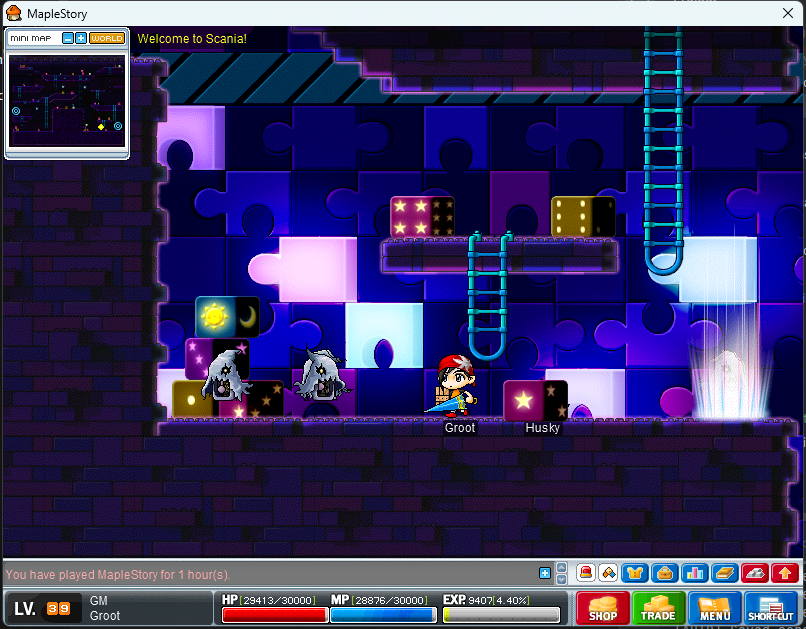 MapleStory
MINI MAP
WORLD
Welcome to Scania!
Groot
Husky
You have played MapleStory for 1 hour(s).
LV. 39
GM
Groot
HP[29413/30000]
MP[28876/30000]
EXP. 9407[4.40%]
SHOP
TRADE
MENU
SHORT CUT